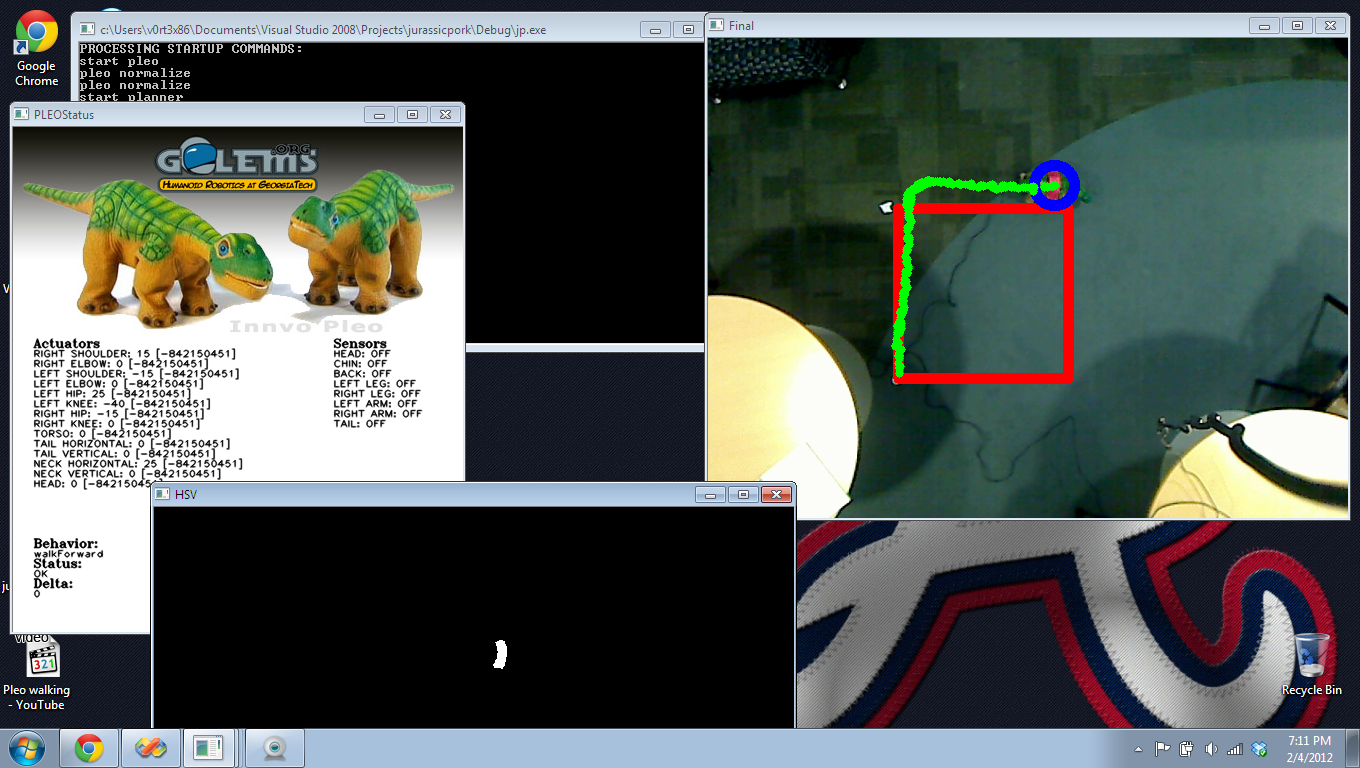 Google
Chrome
c:\Users\v0rt3x86\Documents\Visual Studio 2008\Projects\jurassicpork\Debug\jp.exe
PROCESSING STARTUP COMMANDS:
start pleo
pleo normalize
pleo normalize
start planner
Final
PLEOStatus
GOLEMS
.ORG
HUMANOID ROBOTICS AT GEORGIATECH
Innvo Pleo
Actuators
RIGHT SHOULDER: 15 [-842150451]
RIGHT ELBOW: 0 [-842150451]
LEFT SHOULDER: -15 [-842150451]
LEFT ELBOW: 0 [-842150451]
LEFT HIP: 25 [-842150451]
LEFT KNEE: -40 [-842150451]
RIGHT HIP: -15 [-842150451]
RIGHT KNEE: 0 [-842150451]
TORSO: 0 [-842150451]
TAIL HORIZONTAL: 0 [-842150451]
TAIL VERTICAL: 0 [-842150451]
NECK HORIZONTAL: 25 [-842150451]
NECK VERTICAL: 0 [-842150451]
HEAD: 0 [-842150451]
Sensors
HEAD: OFF
CHIN: OFF
BACK: OFF
LEFT LEG: OFF
RIGHT LEG: OFF
LEFT ARM: OFF
RIGHT ARM: OFF
TAIL: OFF
Behavior:
walkForward
Status:
OK
Delta:
0
HSV
video
321
Pleo walking
- YouTube
Recycle Bin
7:11 PM
2/4/2012